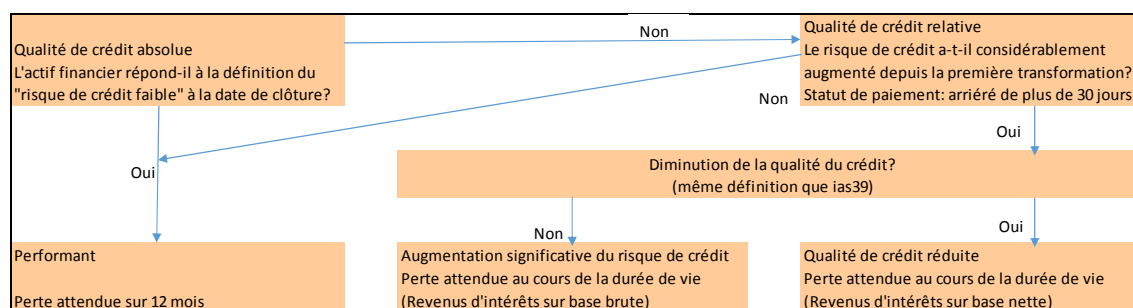 Qualité de crédit absolue
L'actif financier répond-il à la définition du
"risque de crédit faible" à la date de clôture?
Non
Qualité de crédit relative
Le risque de crédit a-t-il considérablement
augmenté depuis la première transformation?
Statut de paiement: arriéré de plus de 30 jours
Non
Oui
Oui
Diminution de la qualité du crédit?
(même définition que ias39)
Non
Oui
Performant
Perte attendue sur 12 mois
Augmentation significative du risque de crédit
Perte attendue au cours de la durée de vie
(Revenus d'intérêts sur base brute)
Qualité de crédit réduite
Perte attendue au cours de la durée de vie
(Revenus d'intérêts sur base nette)